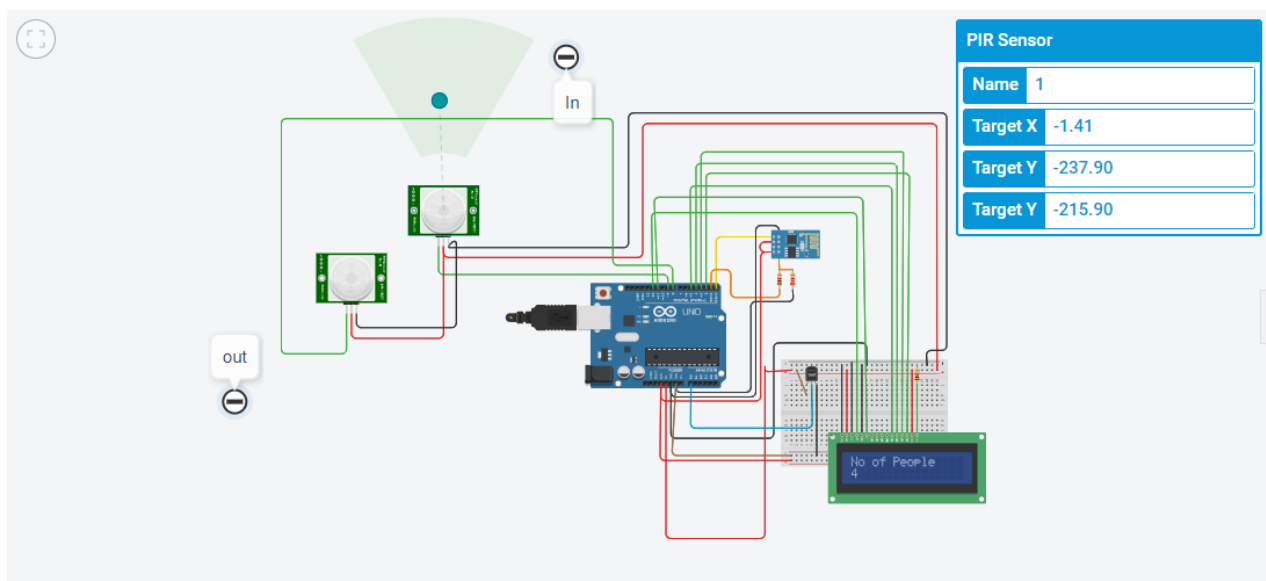 PIR Sensor
Name 1
Target X -1.41
Target Y -237.90
Target Y -215.90
In
out
UNO
ARDUINO
No of People
4